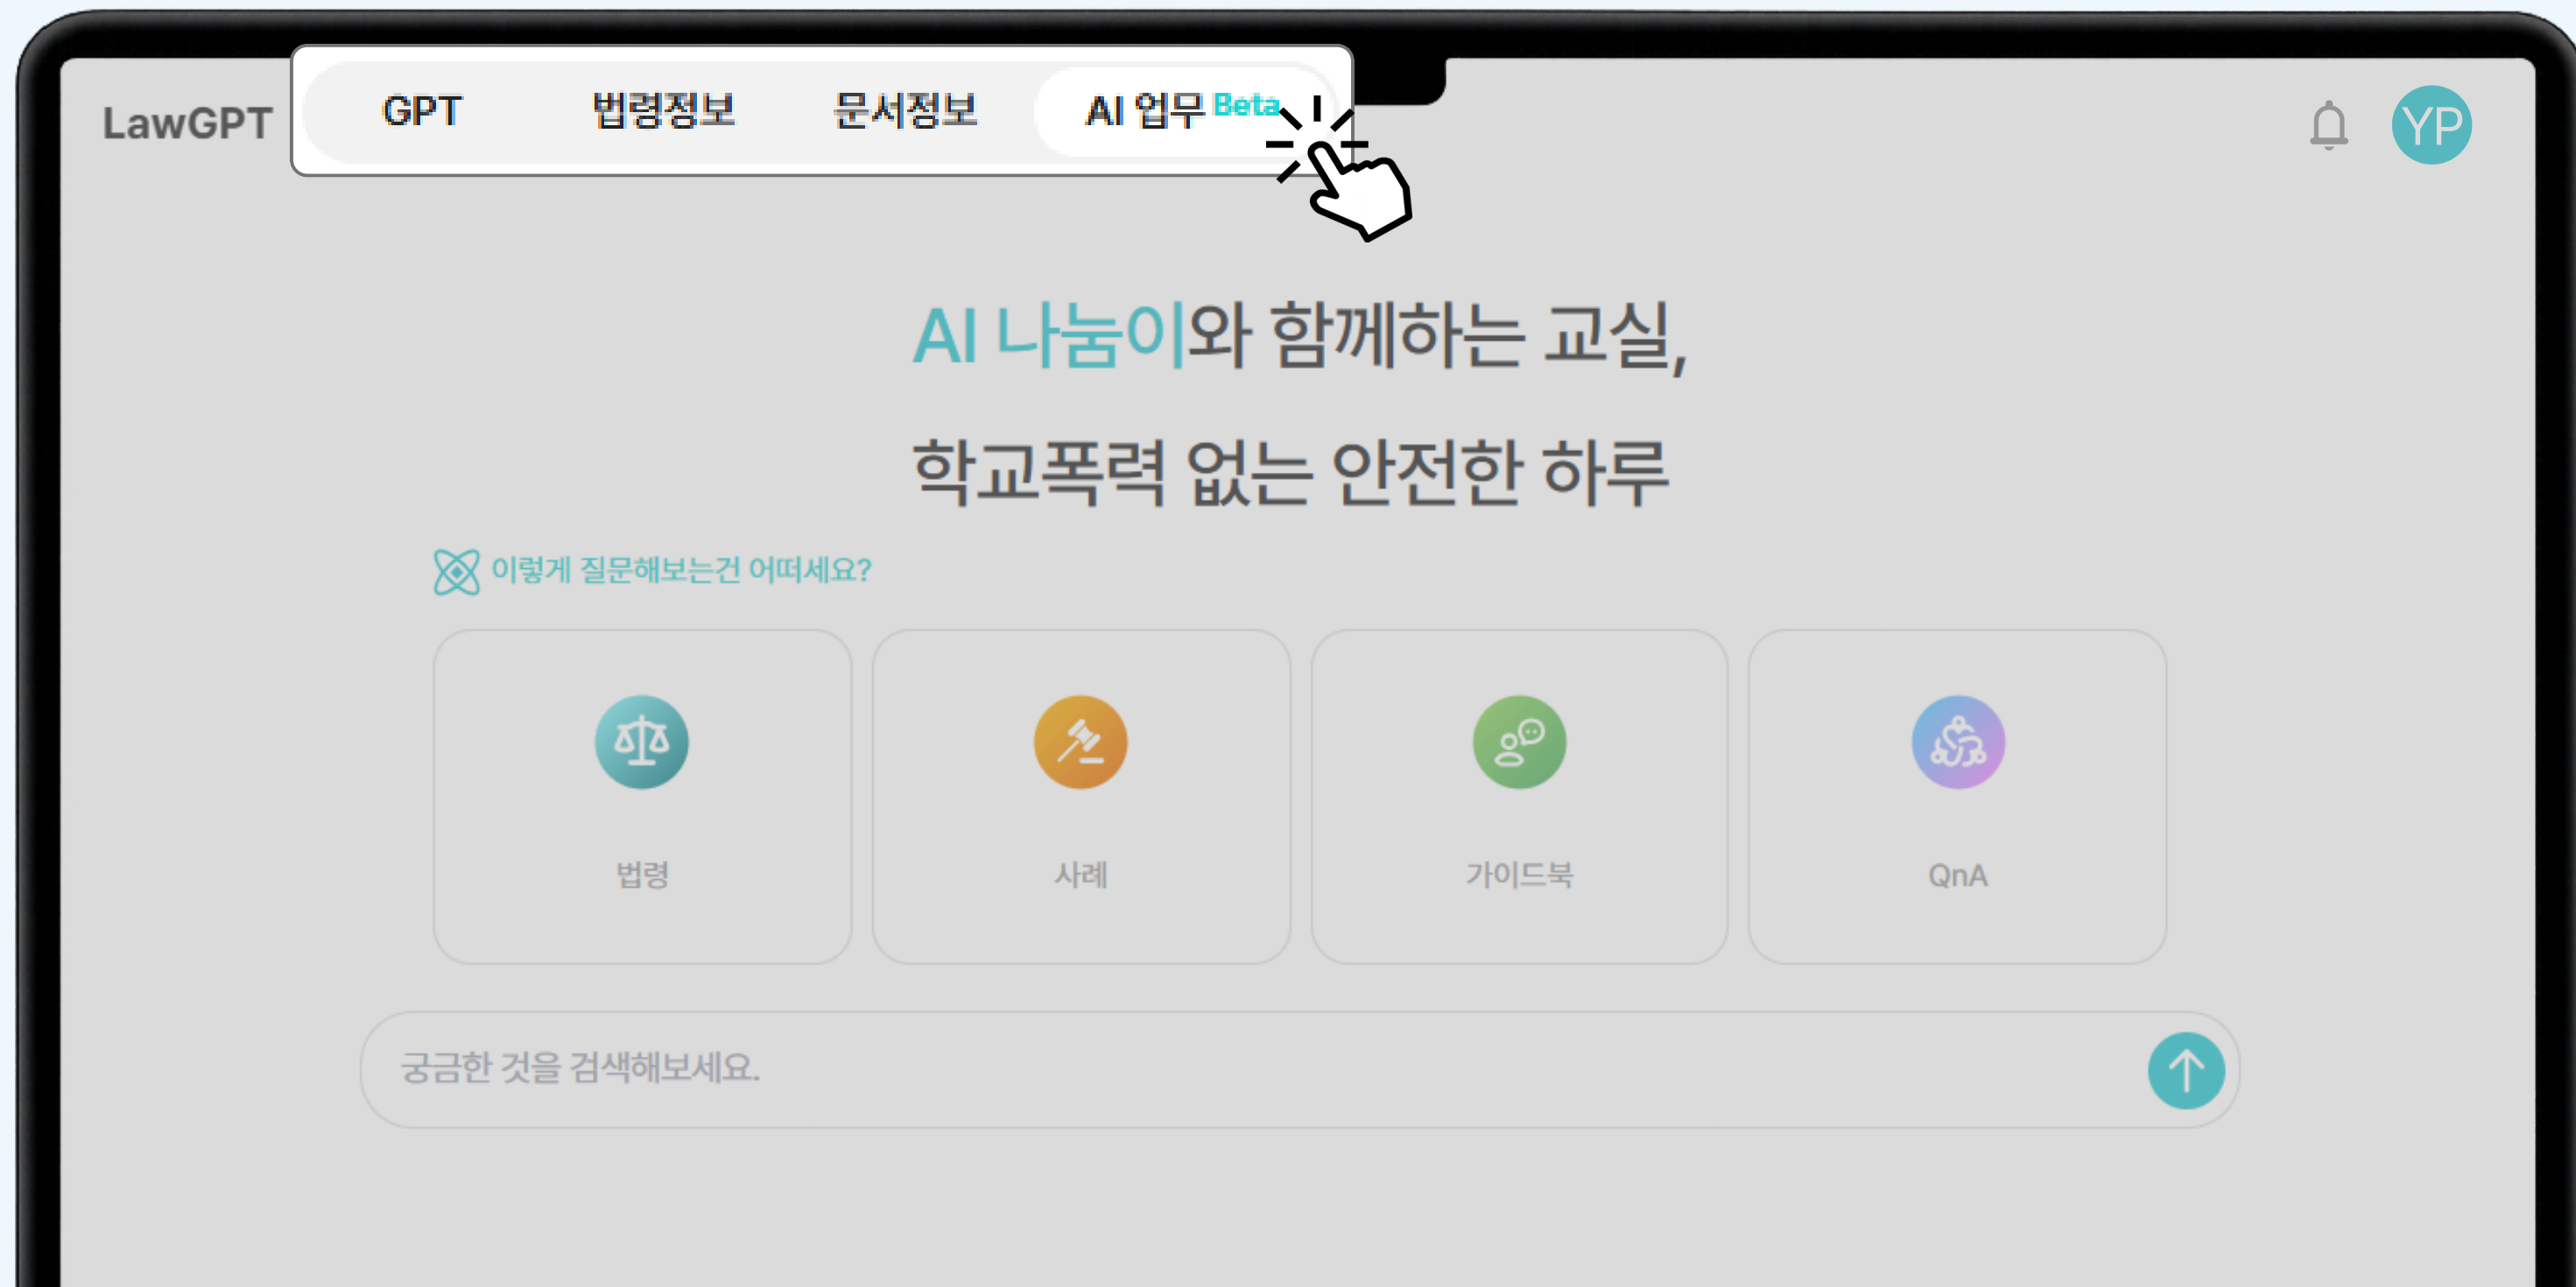 LawGPT
GPT 법령정보 문서정보 AI 업무 Beta
YP
AI 나눔이와 함께하는 교실,
학교폭력 없는 안전한 하루
이렇게 질문해보는건 어떠세요?
법령 사례 가이드북 QnA
궁금한 것을 검색해보세요.